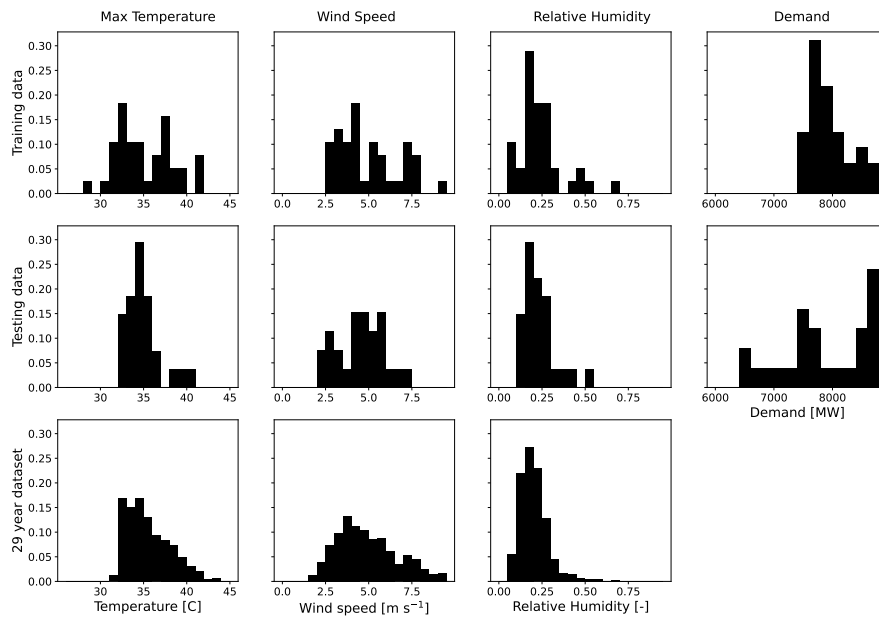 Max Temperature
Wind Speed
Relative Humidity
Demand
Training data
0.30
0.25
0.20
0.15
0.10
0.05
0.00
30 35 40 45
0.0 2.5 5.0 7.5
0.00 0.25 0.50 0.75
6000 7000 8000
Testing data
0.30
0.25
0.20
0.15
0.10
0.05
0.00
30 35 40 45
0.0 2.5 5.0 7.5
0.00 0.25 0.50 0.75
6000 7000 8000
Demand [MW]
29 year dataset
0.30
0.25
0.20
0.15
0.10
0.05
0.00
30 35 40 45
0.0 2.5 5.0 7.5
0.00 0.25 0.50 0.75
Temperature [C]
Wind speed [m s⁻¹]
Relative Humidity [-]